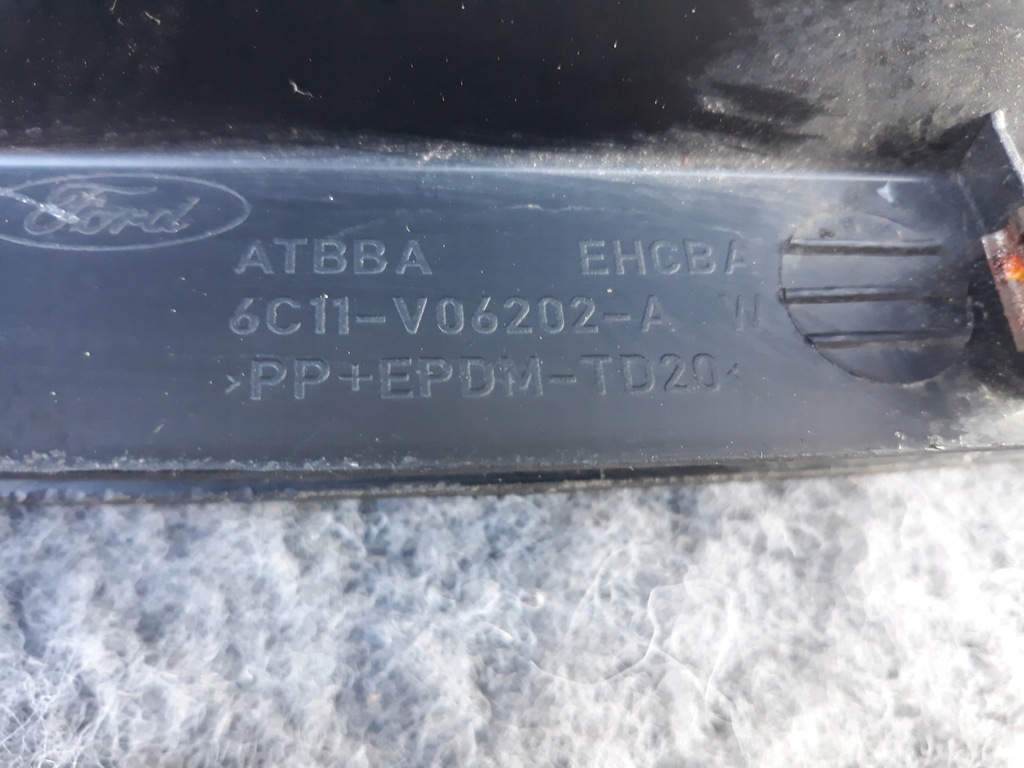 Ford
ATBBA EHCBA
6C11-V06202-A W
>PP+EPDM-TD20<